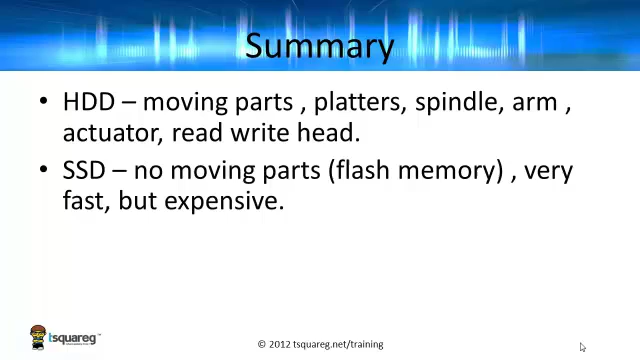 Summary
• HDD – moving parts , platters, spindle, arm ,
actuator, read write head.
• SSD – no moving parts (flash memory) , very
fast, but expensive.
tsquareg™
© 2012 tsquareg.net/training